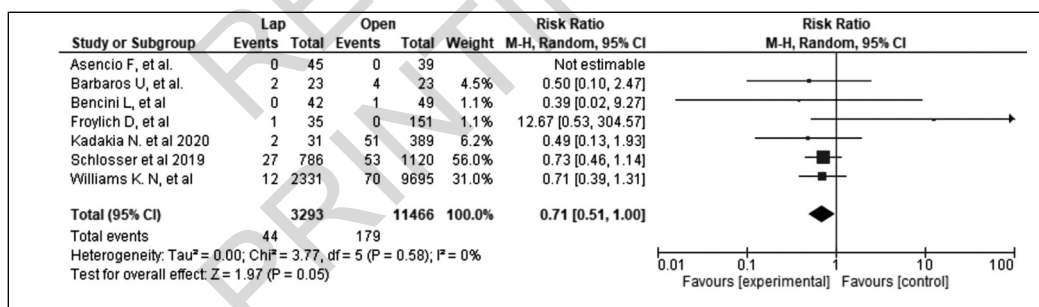 Lap Open Risk Ratio Risk Ratio
Study or Subgroup Events Total Events Total Weight M-H, Random, 95% CI M-H, Random, 95% CI
Asencio F, et al. 0 45 0 39 Not estimable
Barbaros U, et al. 2 23 4 23 4.5% 0.50 [0.10, 2.47]
Bencini L, et al 0 42 1 49 1.1% 0.39 [0.02, 9.27]
Froylich D, et al. 1 35 0 151 1.1% 12.67 [0.53, 304.57]
Kadakia N. et al 2020 2 31 51 389 6.2% 0.49 [0.13, 1.93]
Schlosser et al 2019 27 786 53 1120 56.0% 0.73 [0.46, 1.14]
Williams K. N, et al 12 2331 70 9695 31.0% 0.71 [0.39, 1.31]
Total (95% CI) 3293 11466 100.0% 0.71 [0.51, 1.00]
Total events 44 179
Heterogeneity: Tau² = 0.00; Chi² = 3.77, df = 5 (P = 0.58); I² = 0%
Test for overall effect: Z = 1.97 (P = 0.05)
0.01 0.1 1 10 100
Favours [experimental] Favours [control]